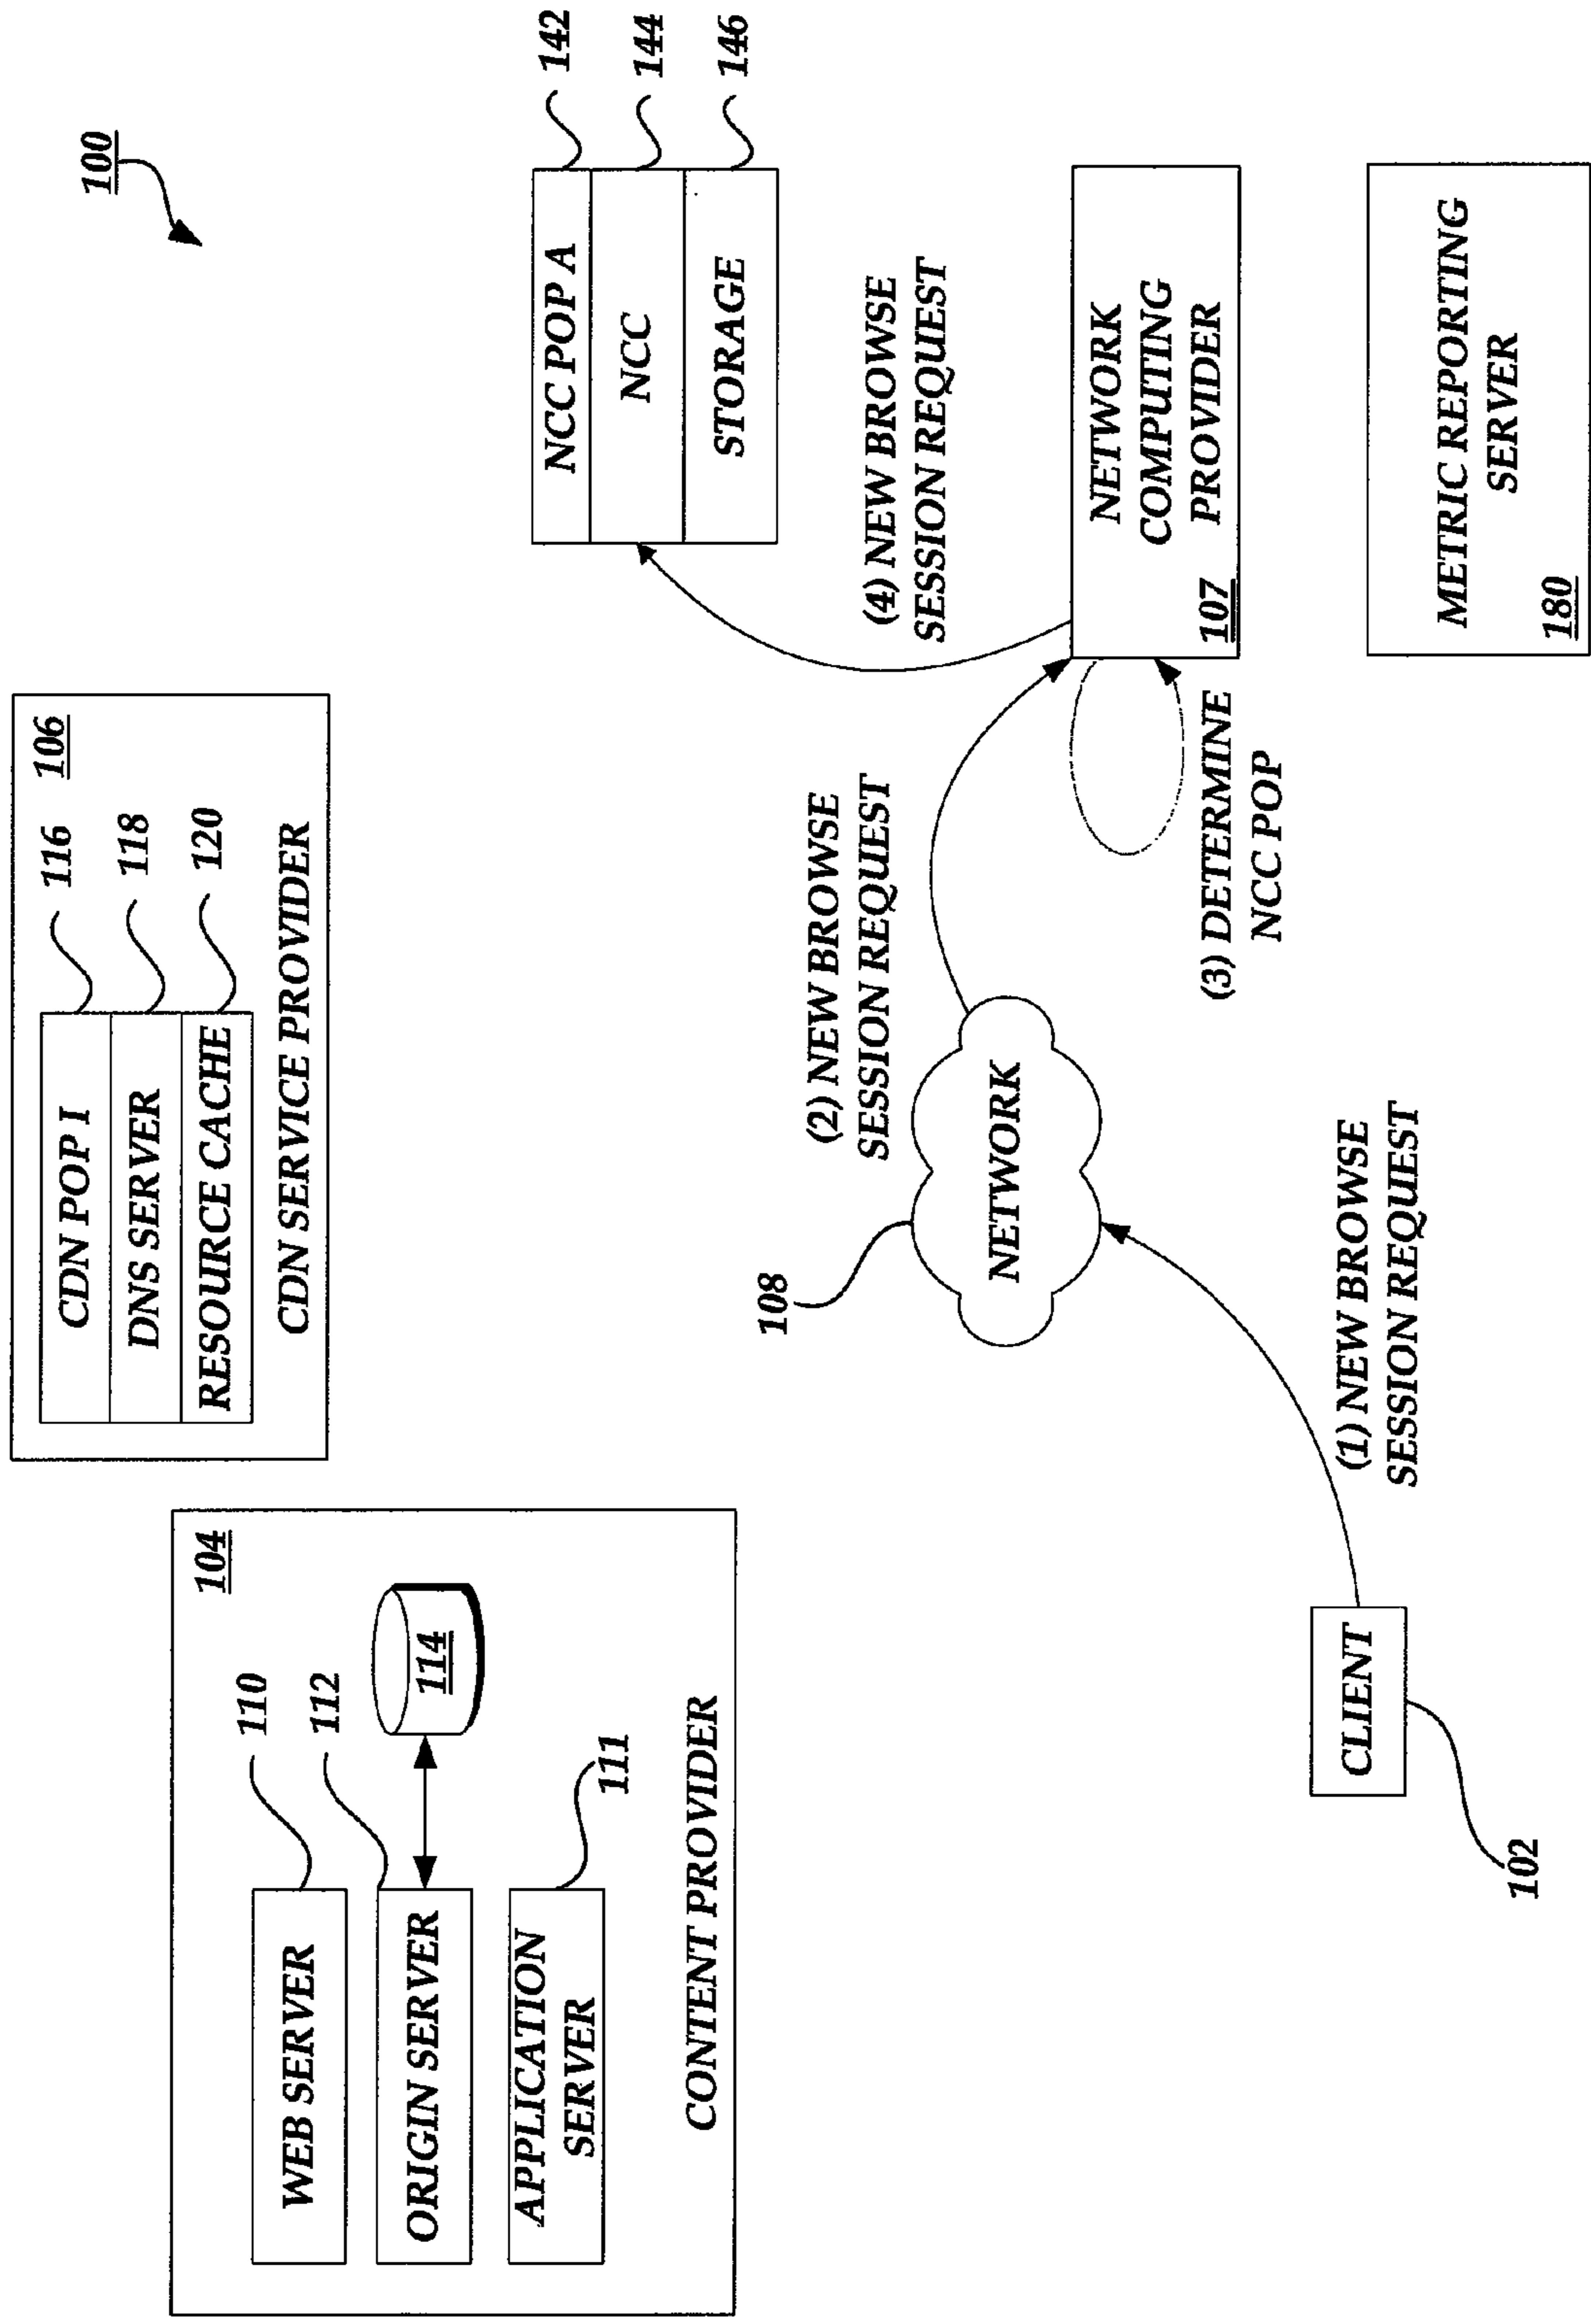 100
104
110
WEB SERVER
112
ORIGIN SERVER
114
APPLICATION
SERVER
111
CONTENT PROVIDER
106
CDN POP I
116
DNS SERVER
118
RESOURCE CACHE
120
CDN SERVICE PROVIDER
NCC POP A
142
NCC
144
STORAGE
146
108
NETWORK
(2) NEW BROWSE
SESSION REQUEST
(4) NEW BROWSE
SESSION REQUEST
NETWORK
COMPUTING
PROVIDER
107
(3) DETERMINE
NCC POP
(1) NEW BROWSE
SESSION REQUEST
CLIENT
102
METRIC REPORTING
SERVER
180